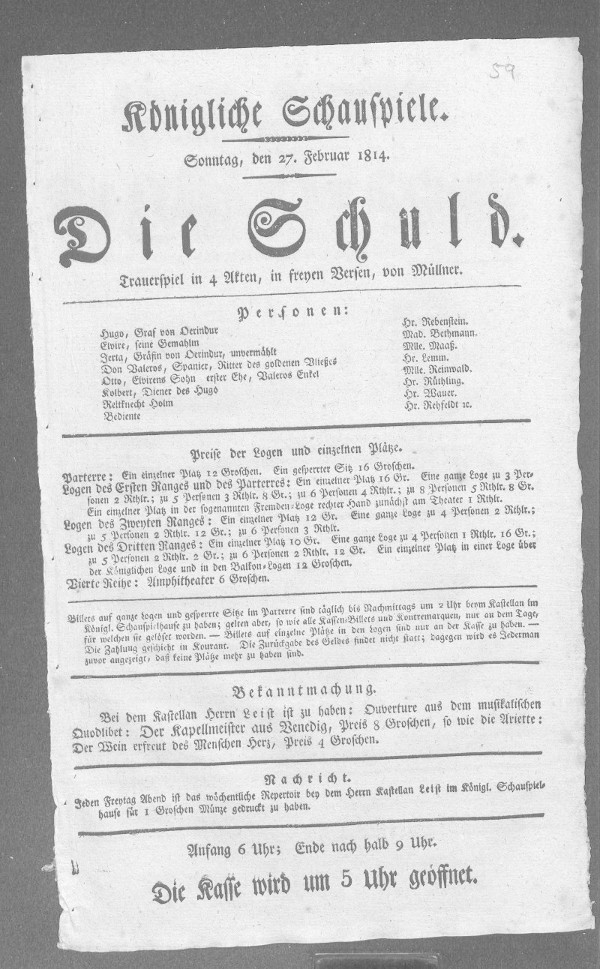 59
Königliche Schauspiele.
Sonntag, den 27. Februar 1814.
Die Schuld.
Trauerspiel in 4 Akten, in freyen Versen, von Müllner.
Personen:
Hugo, Graf von Oerindur Hr. Rebenstein.
Elvire, seine Gemahlin Mad. Bethmann.
Jerta, Gräfin von Oerindur, unvermählt Mlle. Maaß.
Don Valeros, Spanier, Ritter des goldenen Vließes Hr. Lemm.
Otto, Elvirens Sohn erster Ehe, Valeros Enkel Mlle. Reinwald.
Kolbert, Diener des Hugo Hr. Rüthling.
Reitknecht Holm Hr. Wauer.
Bediente Hr. Rehfeldt ꝛc.
Preise der Logen und einzelnen Plätze.
Parterre: Ein einzelner Platz 12 Groschen. Ein gesperrter Sitz 16 Groschen.
Logen des Ersten Ranges und des Parterres: Ein einzelner Platz 16 Gr. Eine ganze Loge zu 3 Per-
sonen 2 Rthlr.; zu 5 Personen 3 Rthlr. 8 Gr.; zu 6 Personen 4 Rthlr.; zu 8 Personen 5 Rthlr. 8 Gr.
Ein einzelner Platz in der sogenannten Fremden-Loge rechter Hand zunächst am Theater 1 Rthlr.
Logen des Zweyten Ranges: Ein einzelner Platz 12 Gr. Eine ganze Loge zu 4 Personen 2 Rthlr.;
zu 5 Personen 2 Rthlr. 12 Gr.; zu 6 Personen 3 Rthlr.
Logen des Dritten Ranges: Ein einzelner Platz 10 Gr. Eine ganze Loge zu 4 Personen 1 Rthlr. 16 Gr.;
zu 5 Personen 2 Rthlr. 2 Gr.; zu 6 Personen 2 Rthlr. 12 Gr. Ein einzelner Platz in einer Loge über
der Königlichen Loge und in den Balkon-Logen 12 Groschen.
Vierte Reihe: Amphitheater 6 Groschen.
Billets auf ganze Logen und gesperrte Sitze im Parterre sind täglich bis Nachmittags um 2 Uhr beym Kastellan im
Königl. Schauspielhause zu haben; gelten aber, so wie alle Kassen-Billets und Kontremarquen, nur an dem Tage,
für welchen sie gelöset worden. — Billets auf einzelne Plätze in den Logen sind nur an der Kasse zu haben. —
Die Zahlung geschieht in Kourant. Die Zurückgabe des Geldes findet nicht statt; dagegen wird es Jederman
zuvor angezeigt, daß keine Plätze mehr zu haben sind.
Bekanntmachung.
Bei dem Kastellan Herrn Leist ist zu haben: Ouverture aus dem musikalischen
Quodlibet: Der Kapellmeister aus Venedig, Preis 8 Groschen, so wie die Ariette:
Der Wein erfreut des Menschen Herz, Preis 4 Groschen.
Nachricht.
Jeden Freytag Abend ist das wöchentliche Repertoir bey dem Herrn Kastellan Leist im Königl. Schauspiel-
hause für 1 Groschen Münze gedruckt zu haben.
Anfang 6 Uhr; Ende nach halb 9 Uhr.
Die Kasse wird um 5 Uhr geöffnet.